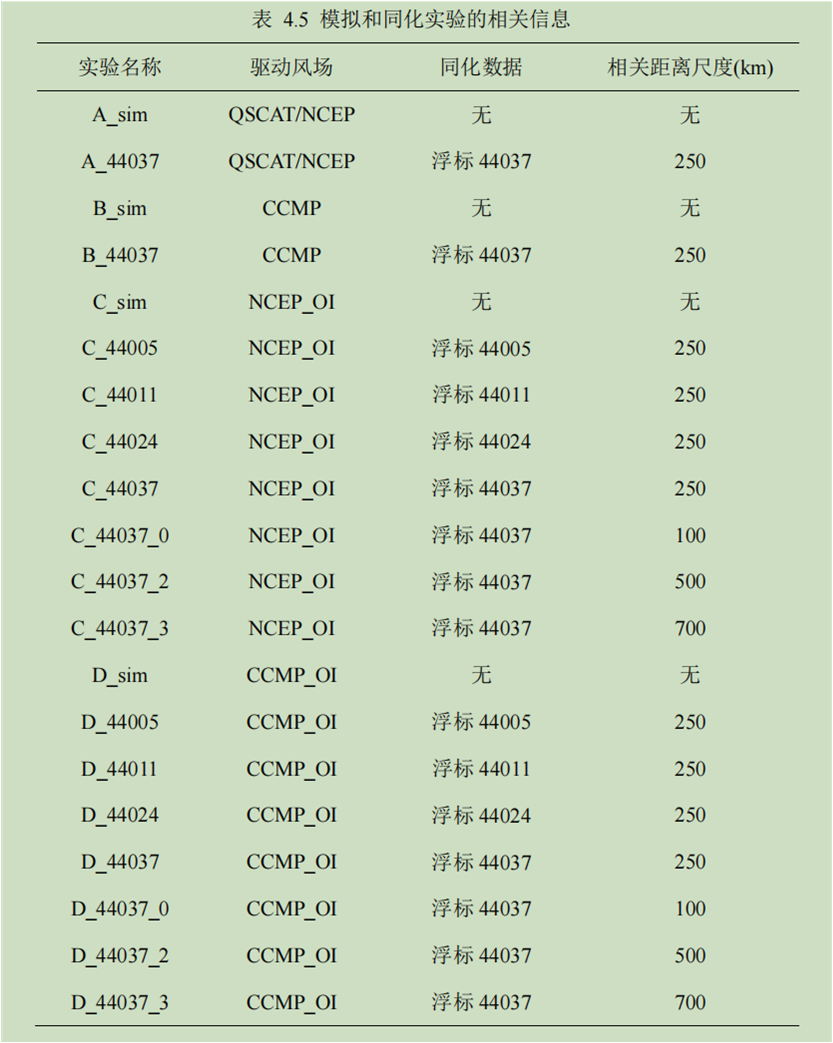 表 4.5 模拟和同化实验的相关信息
实验名称 驱动风场 同化数据 相关距离尺度(km)
A_sim QSCAT/NCEP 无 无
A_44037 QSCAT/NCEP 浮标 44037 250
B_sim CCMP 无 无
B_44037 CCMP 浮标 44037 250
C_sim NCEP_OI 无 无
C_44005 NCEP_OI 浮标 44005 250
C_44011 NCEP_OI 浮标 44011 250
C_44024 NCEP_OI 浮标 44024 250
C_44037 NCEP_OI 浮标 44037 250
C_44037_0 NCEP_OI 浮标 44037 100
C_44037_2 NCEP_OI 浮标 44037 500
C_44037_3 NCEP_OI 浮标 44037 700
D_sim CCMP_OI 无 无
D_44005 CCMP_OI 浮标 44005 250
D_44011 CCMP_OI 浮标 44011 250
D_44024 CCMP_OI 浮标 44024 250
D_44037 CCMP_OI 浮标 44037 250
D_44037_0 CCMP_OI 浮标 44037 100
D_44037_2 CCMP_OI 浮标 44037 500
D_44037_3 CCMP_OI 浮标 44037 700